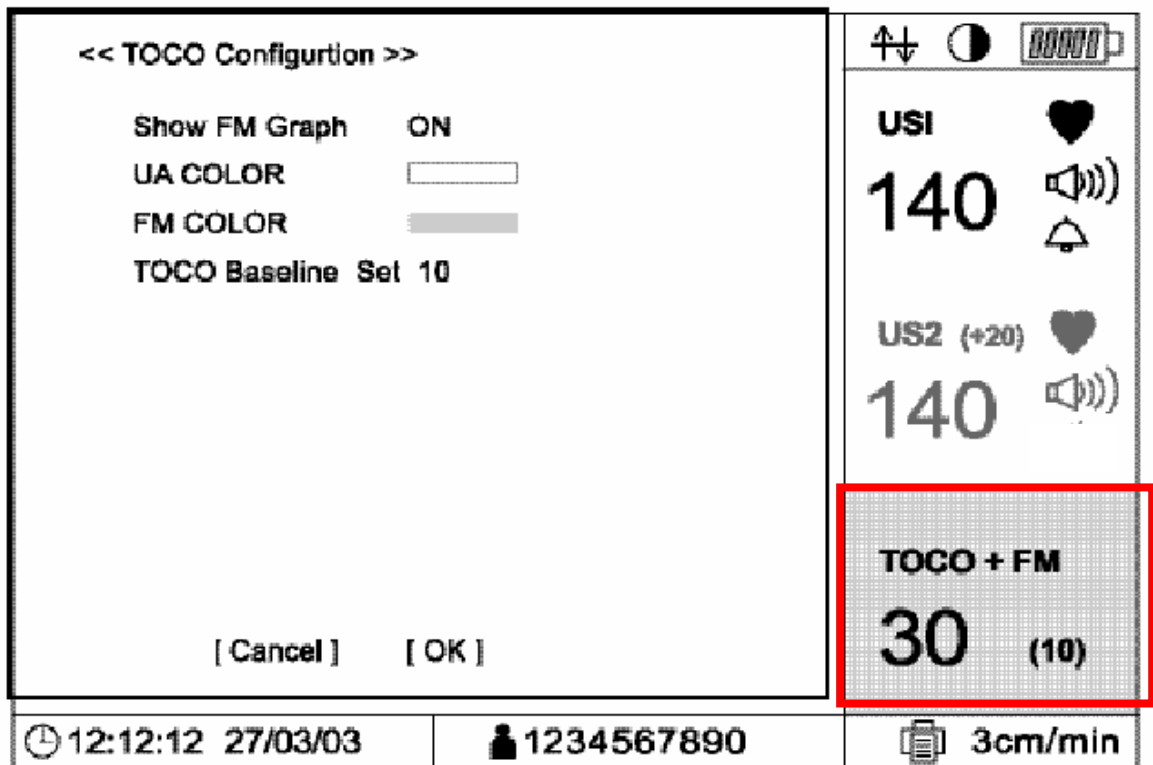 << TOCO Configurtion >>
Show FM Graph ON
UA COLOR
FM COLOR
TOCO Baseline Set 10
[ Cancel ] [ OK ]
USI
140
US2 (+20)
140
TOCO + FM
30 (10)
12:12:12 27/03/03
1234567890
3cm/min